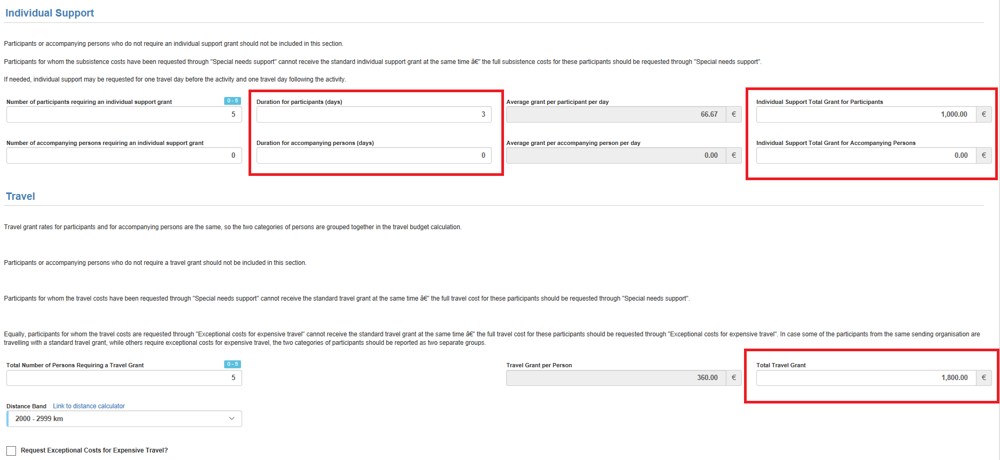 Individual Support
Participants or accompanying persons who do not require an individual support grant should not be included in this section.
Participants for whom the subsistence costs have been requested through "Special needs support" cannot receive the standard individual support grant at the same time â€" the full subsistence costs for these participants should be requested through "Special needs support".
If needed, individual support may be requested for one travel day before the activity and one travel day following the activity.
Number of participants requiring an individual support grant 0 - 5 Duration for participants (days) Average grant per participant per day Individual Support Total Grant for Participants
5 3 66.67 € 1,000.00 €
Number of accompanying persons requiring an individual support grant Duration for accompanying persons (days) Average grant per accompanying person per day Individual Support Total Grant for Accompanying Persons
0 0 0.00 € 0.00 €
Travel
Travel grant rates for participants and for accompanying persons are the same, so the two categories of persons are grouped together in the travel budget calculation.
Participants or accompanying persons who do not require a travel grant should not be included in this section.
Participants for whom the travel costs have been requested through "Special needs support" cannot receive the standard travel grant at the same time â€" the full travel cost for these participants should be requested through "Special needs support".
Equally, participants for whom the travel costs are requested through "Exceptional costs for expensive travel" cannot receive the standard travel grant at the same time â€" the full travel cost for these participants should be requested through "Exceptional costs for expensive travel". In case some of the participants from the same sending organisation are
travelling with a standard travel grant, while others require exceptional costs for expensive travel, the two categories of participants should be reported as two separate groups.
Total Number of Persons Requiring a Travel Grant 0 - 5 Travel Grant per Person Total Travel Grant
5 360.00 € 1,800.00 €
Distance Band Link to distance calculator
2000 - 2999 km
Request Exceptional Costs for Expensive Travel?